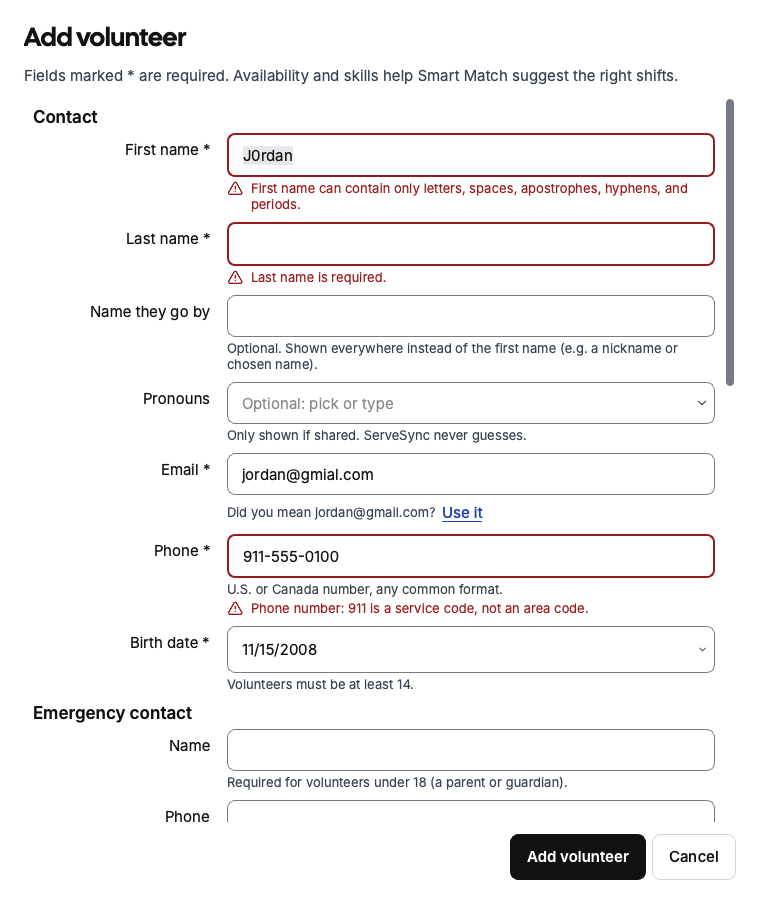 Add volunteer
Fields marked * are required. Availability and skills help Smart Match suggest the right shifts.
Contact
First name *
J0rdan
First name can contain only letters, spaces, apostrophes, hyphens, and
periods.
Last name *
Last name is required.
Name they go by
Optional. Shown everywhere instead of the first name (e.g. a nickname or
chosen name).
Pronouns
Optional: pick or type
Only shown if shared. ServeSync never guesses.
Email *
jordan@gmial.com
Did you mean jordan@gmail.com? Use it
Phone *
911-555-0100
U.S. or Canada number, any common format.
Phone number: 911 is a service code, not an area code.
Birth date *
11/15/2008
Volunteers must be at least 14.
Emergency contact
Name
Required for volunteers under 18 (a parent or guardian).
Phone
Add volunteer
Cancel